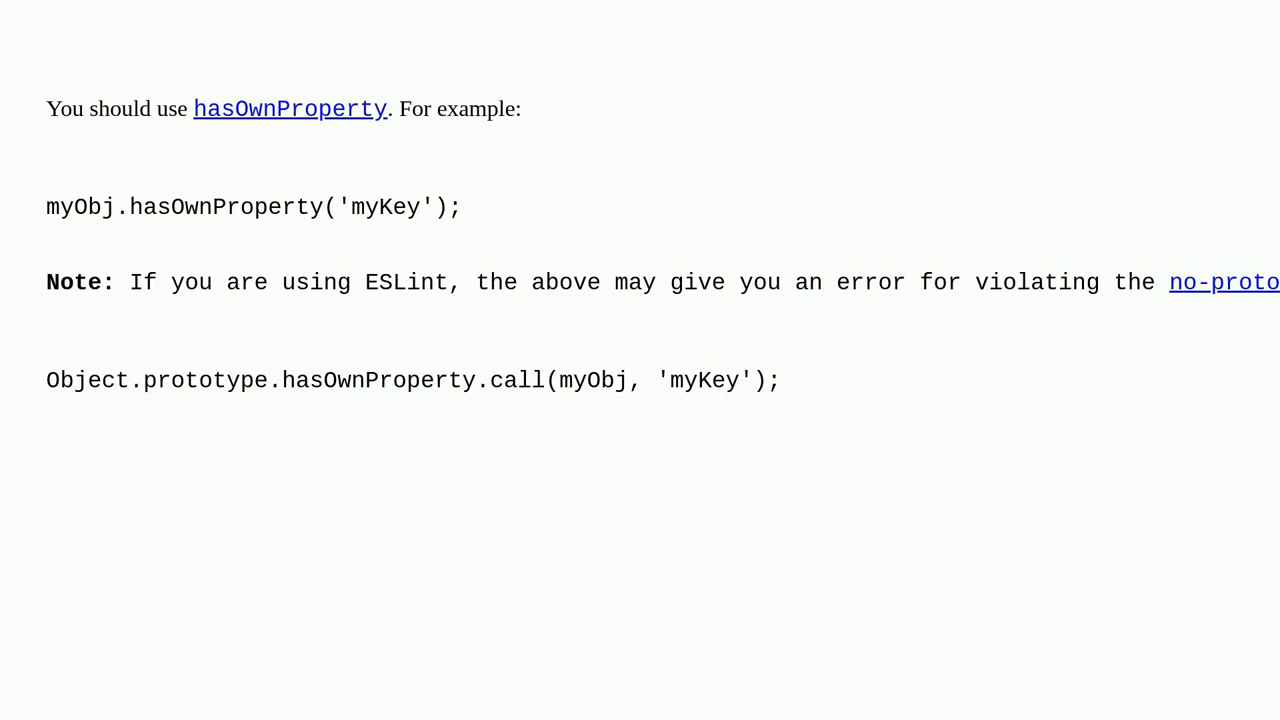 You should use hasOwnProperty. For example:
myObj.hasOwnProperty('myKey');
Note: If you are using ESLint, the above may give you an error for violating the no-proto
Object.prototype.hasOwnProperty.call(myObj, 'myKey');